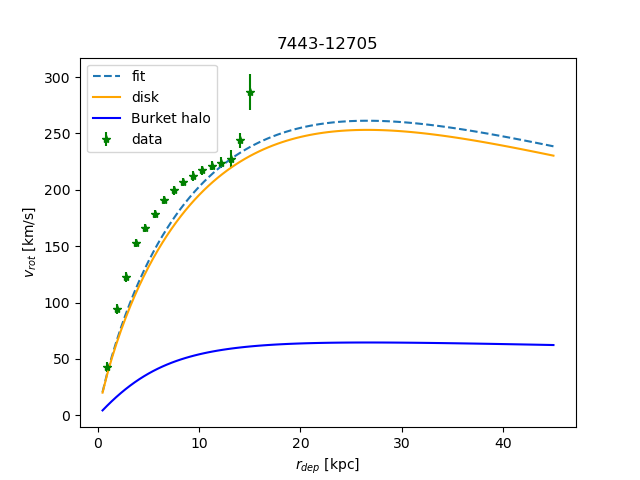 7443-12705
fit
disk
Burket halo
data
300
250
200
150
100
50
0
v_rot [km/s]
0 10 20 30 40
r_dep [kpc]